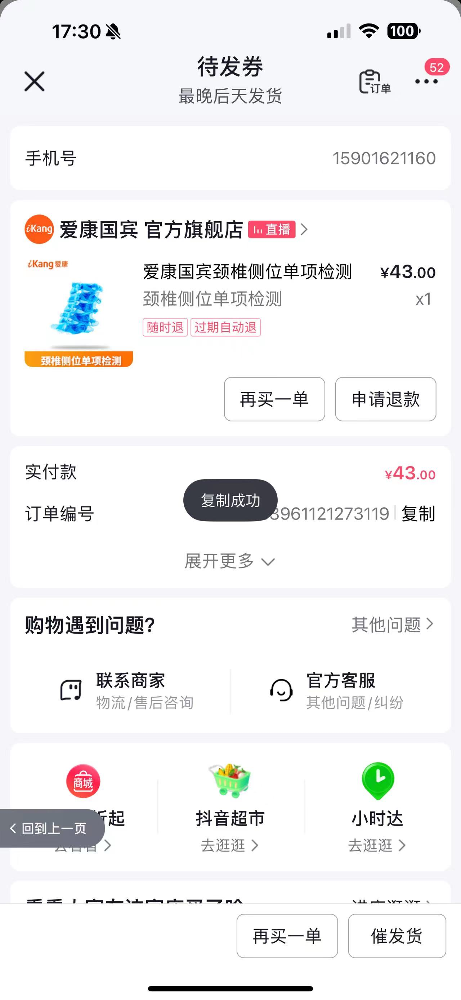 17:30
100
待发券
最晚后天发货
订单
52
手机号
15901621160
iKang
爱康国宾 官方旗舰店
直播
iKang爱康
颈椎侧位单项检测
爱康国宾颈椎侧位单项检测
¥43.00
颈椎侧位单项检测
x1
随时退
过期自动退
再买一单
申请退款
实付款
¥43.00
复制成功
订单编号
3961121273119
复制
展开更多
购物遇到问题?
其他问题
联系商家
物流/售后咨询
官方客服
其他问题/纠纷
商城
折起
抖音超市
小时达
回到上一页
去看看
去逛逛
去逛逛
再买一单
催发货